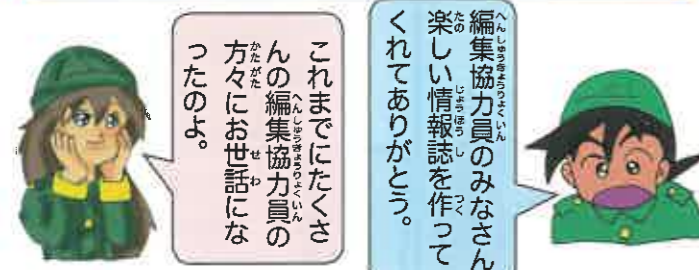 編集協力員のみなさん
楽しい情報誌を作って
くれてありがとう。
これまでにたくさ
んの編集協力員の
方々にお世話にな
ったのよ。